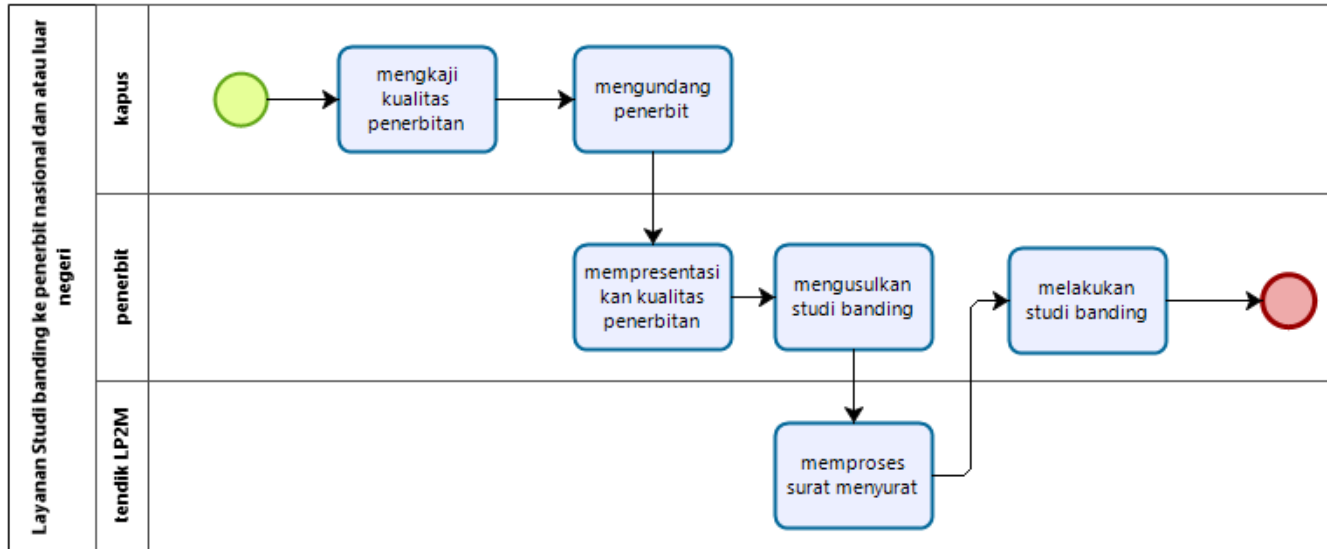 Layanan Studi banding ke penerbit nasional dan atau luar
negeri
kapus
mengkaji
kualitas
penerbitan
mengundang
penerbit
penerbit
mempresentasi
kan kualitas
penerbitan
mengusulkan
studi banding
melakukan
studi banding
tendik LP2M
memproses
surat menyurat